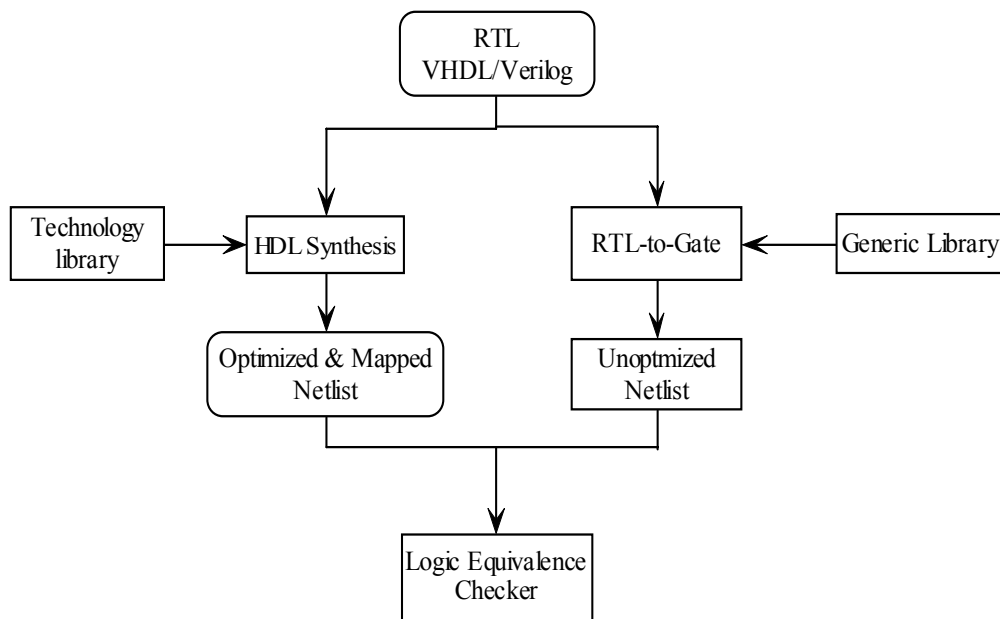 RTL
VHDL/Verilog
Technology
library
HDL Synthesis
RTL-to-Gate
Generic Library
Optimized & Mapped
Netlist
Unoptmized
Netlist
Logic Equivalence
Checker